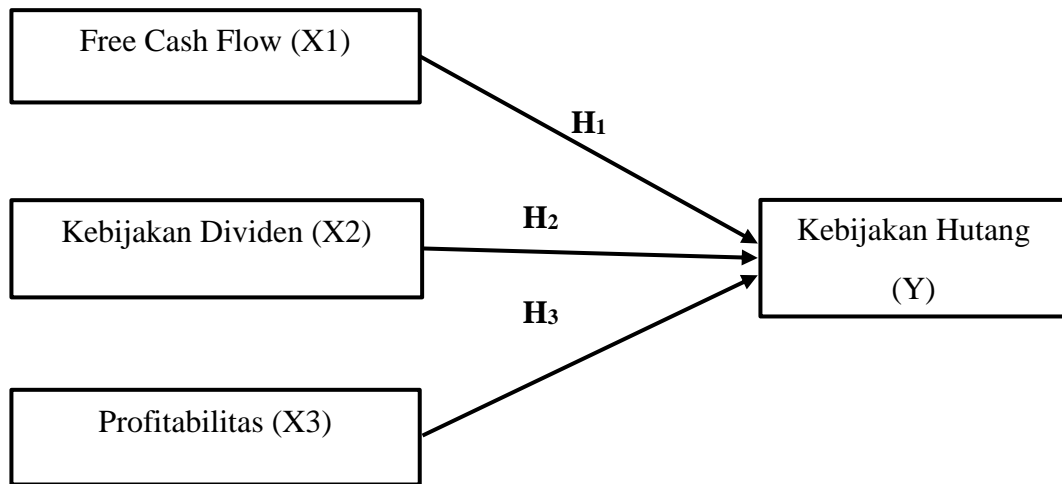 Free Cash Flow (X1)
H1
Kebijakan Dividen (X2)
H2
Kebijakan Hutang
(Y)
H3
Profitabilitas (X3)